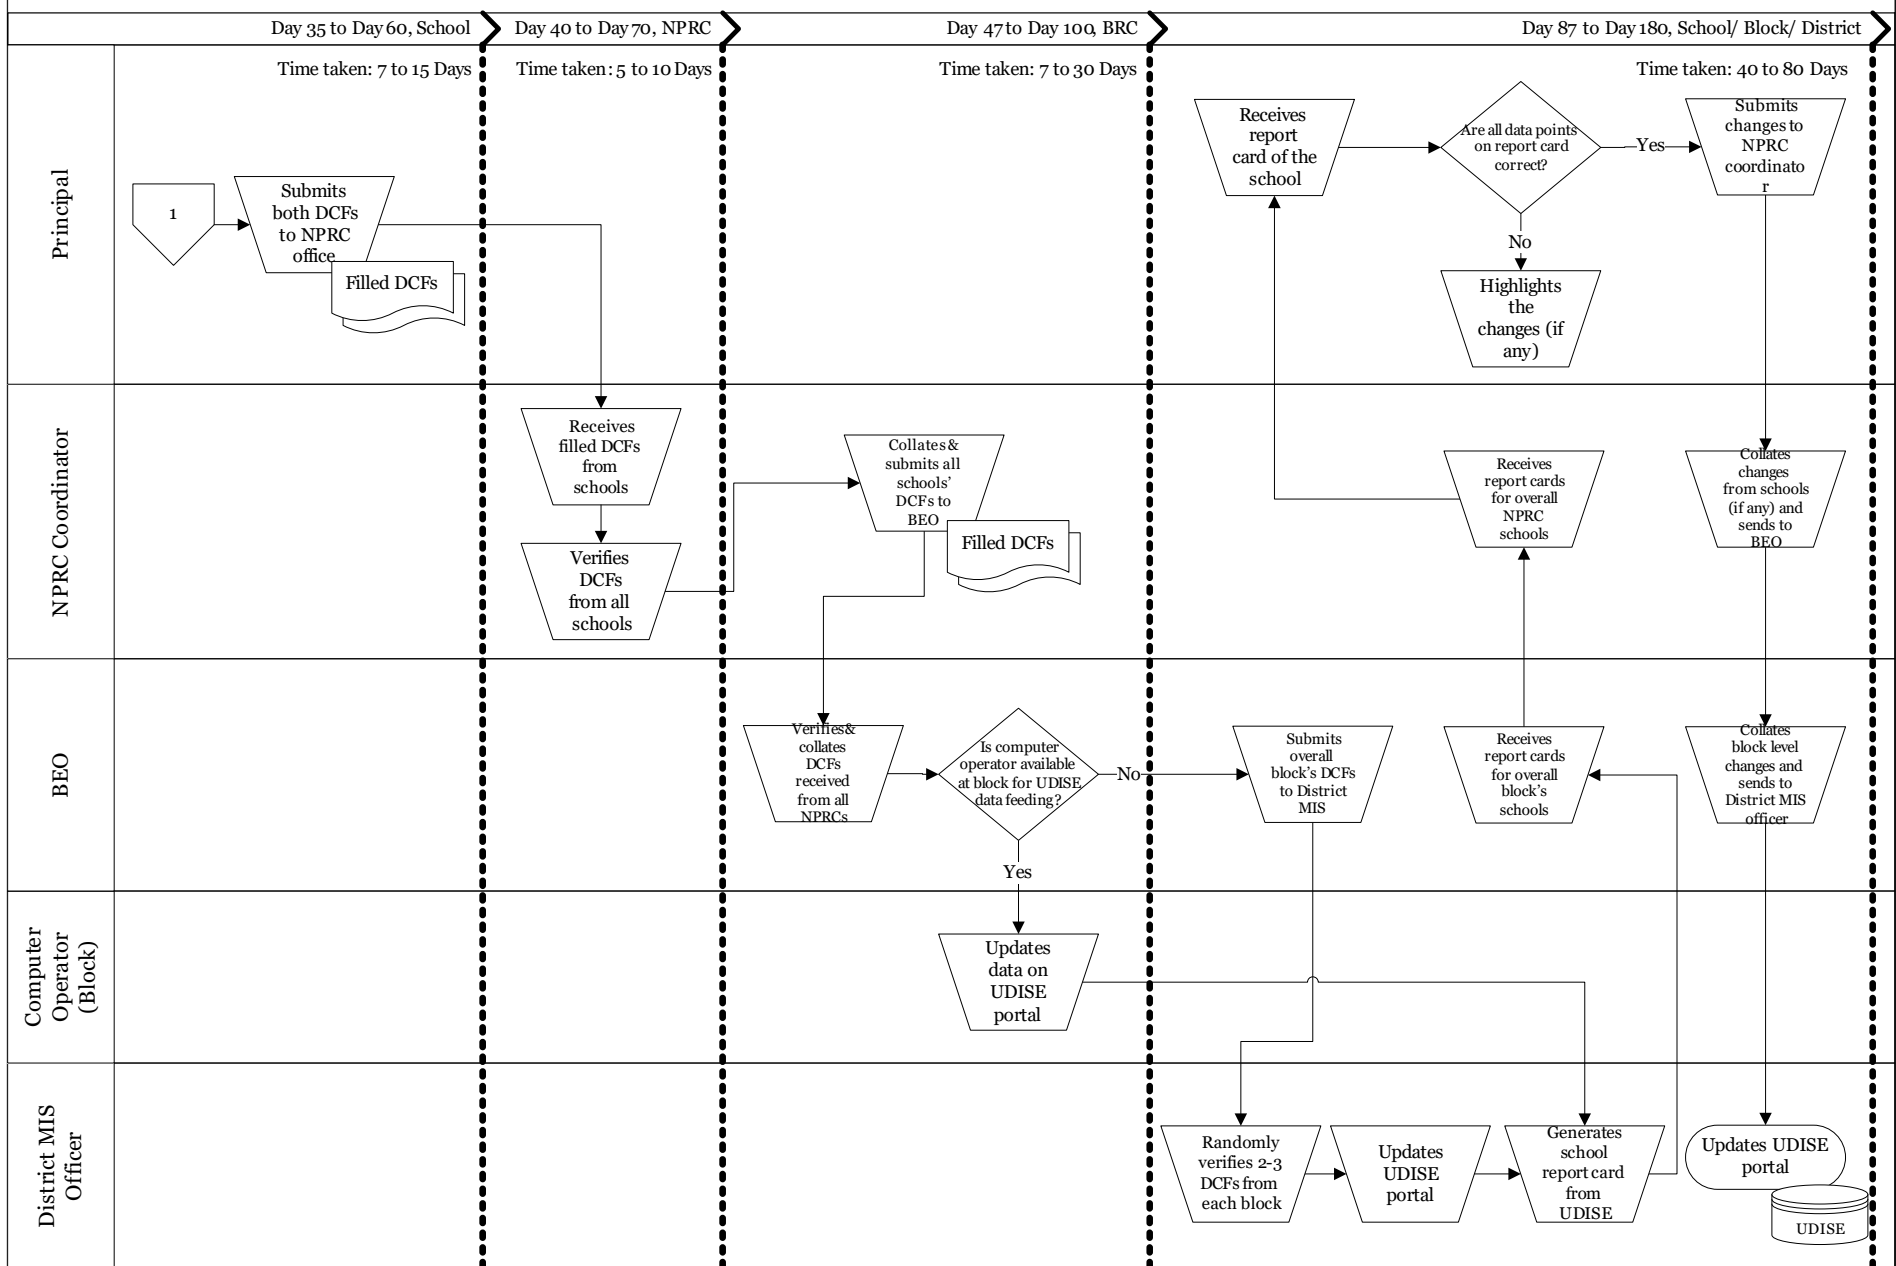 Day 35 to Day 60, School
Day 40 to Day 70, NPRC
Day 47 to Day 100, BRC
Day 87 to Day 180, School/ Block/ District
Time taken: 7 to 15 Days
Time taken: 5 to 10 Days
Time taken: 7 to 30 Days
Time taken: 40 to 80 Days
Principal
1
Submits
both DCFs
to NPRC
office
Filled DCFs
Receives
report
card of the
school
Are all data points
on report card
correct?
Yes
Submits
changes to
NPRC
coordinato
r
No
Highlights
the
changes (if
any)
NPRC Coordinator
Receives
filled DCFs
from
schools
Verifies
DCFs
from all
schools
Collates &
submits all
schools’
DCFs to
BEO
Filled DCFs
Receives
report cards
for overall
NPRC
schools
Collates
changes
from schools
(if any) and
sends to
BEO
BEO
Verifies &
collates
DCFs
received
from all
NPRCs
Is computer
operator available
at block for UDISE
data feeding?
No
Yes
Submits
overall
block’s DCFs
to District
MIS
Receives
report cards
for overall
block’s
schools
Collates
block level
changes and
sends to
District MIS
officer
Computer
Operator
(Block)
Updates
data on
UDISE
portal
District MIS
Officer
Randomly
verifies 2-3
DCFs from
each block
Updates
UDISE
portal
Generates
school
report card
from
UDISE
Updates UDISE
portal
UDISE